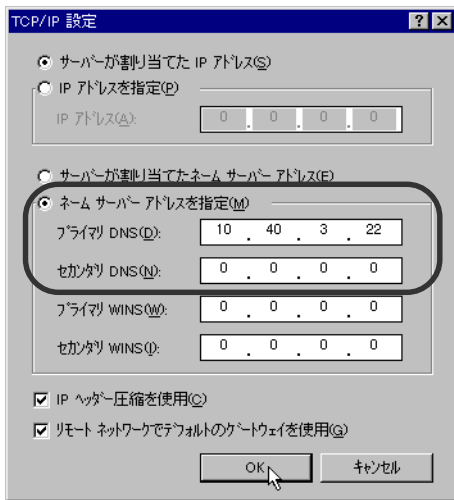 TCP/IP 設定
サーバーが割り当てた IP アドレス(S)
IP アドレスを指定(P)
IP アドレス(A): 0 . 0 . 0 . 0
サーバーが割り当てたネーム サーバー アドレス(E)
ネーム サーバー アドレスを指定(M)
プライマリ DNS(D): 10 . 40 . 3 . 22
セカンダリ DNS(N): 0 . 0 . 0 . 0
プライマリ WINS(W): 0 . 0 . 0 . 0
セカンダリ WINS(I): 0 . 0 . 0 . 0
IP ヘッダー圧縮を使用(C)
リモート ネットワークでデフォルトのゲートウェイを使用(G)
OK キャンセル